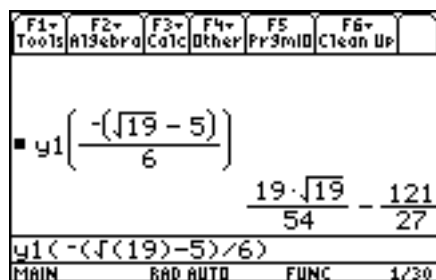 F1▾ F2▾ F3▾ F4▾ F5 F6▾
Tools Algebra Calc Other PrgmIO Clean Up
▪ y1(-(√19 - 5)/6)
19·√19/54 - 121/27
y1(-(√(19)-5)/6)
MAIN RAD AUTO FUNC 1/30